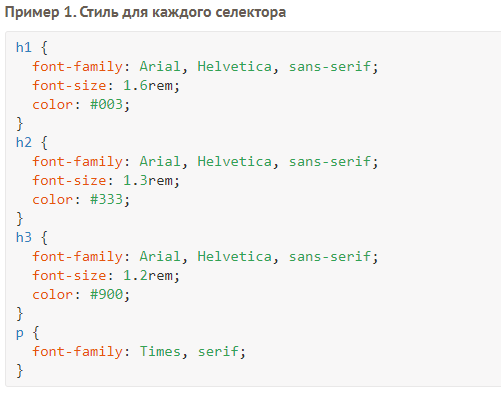 Пример 1. Стиль для каждого селектора
h1 {
  font-family: Arial, Helvetica, sans-serif;
  font-size: 1.6rem;
  color: #003;
}
h2 {
  font-family: Arial, Helvetica, sans-serif;
  font-size: 1.3rem;
  color: #333;
}
h3 {
  font-family: Arial, Helvetica, sans-serif;
  font-size: 1.2rem;
  color: #900;
}
p {
  font-family: Times, serif;
}